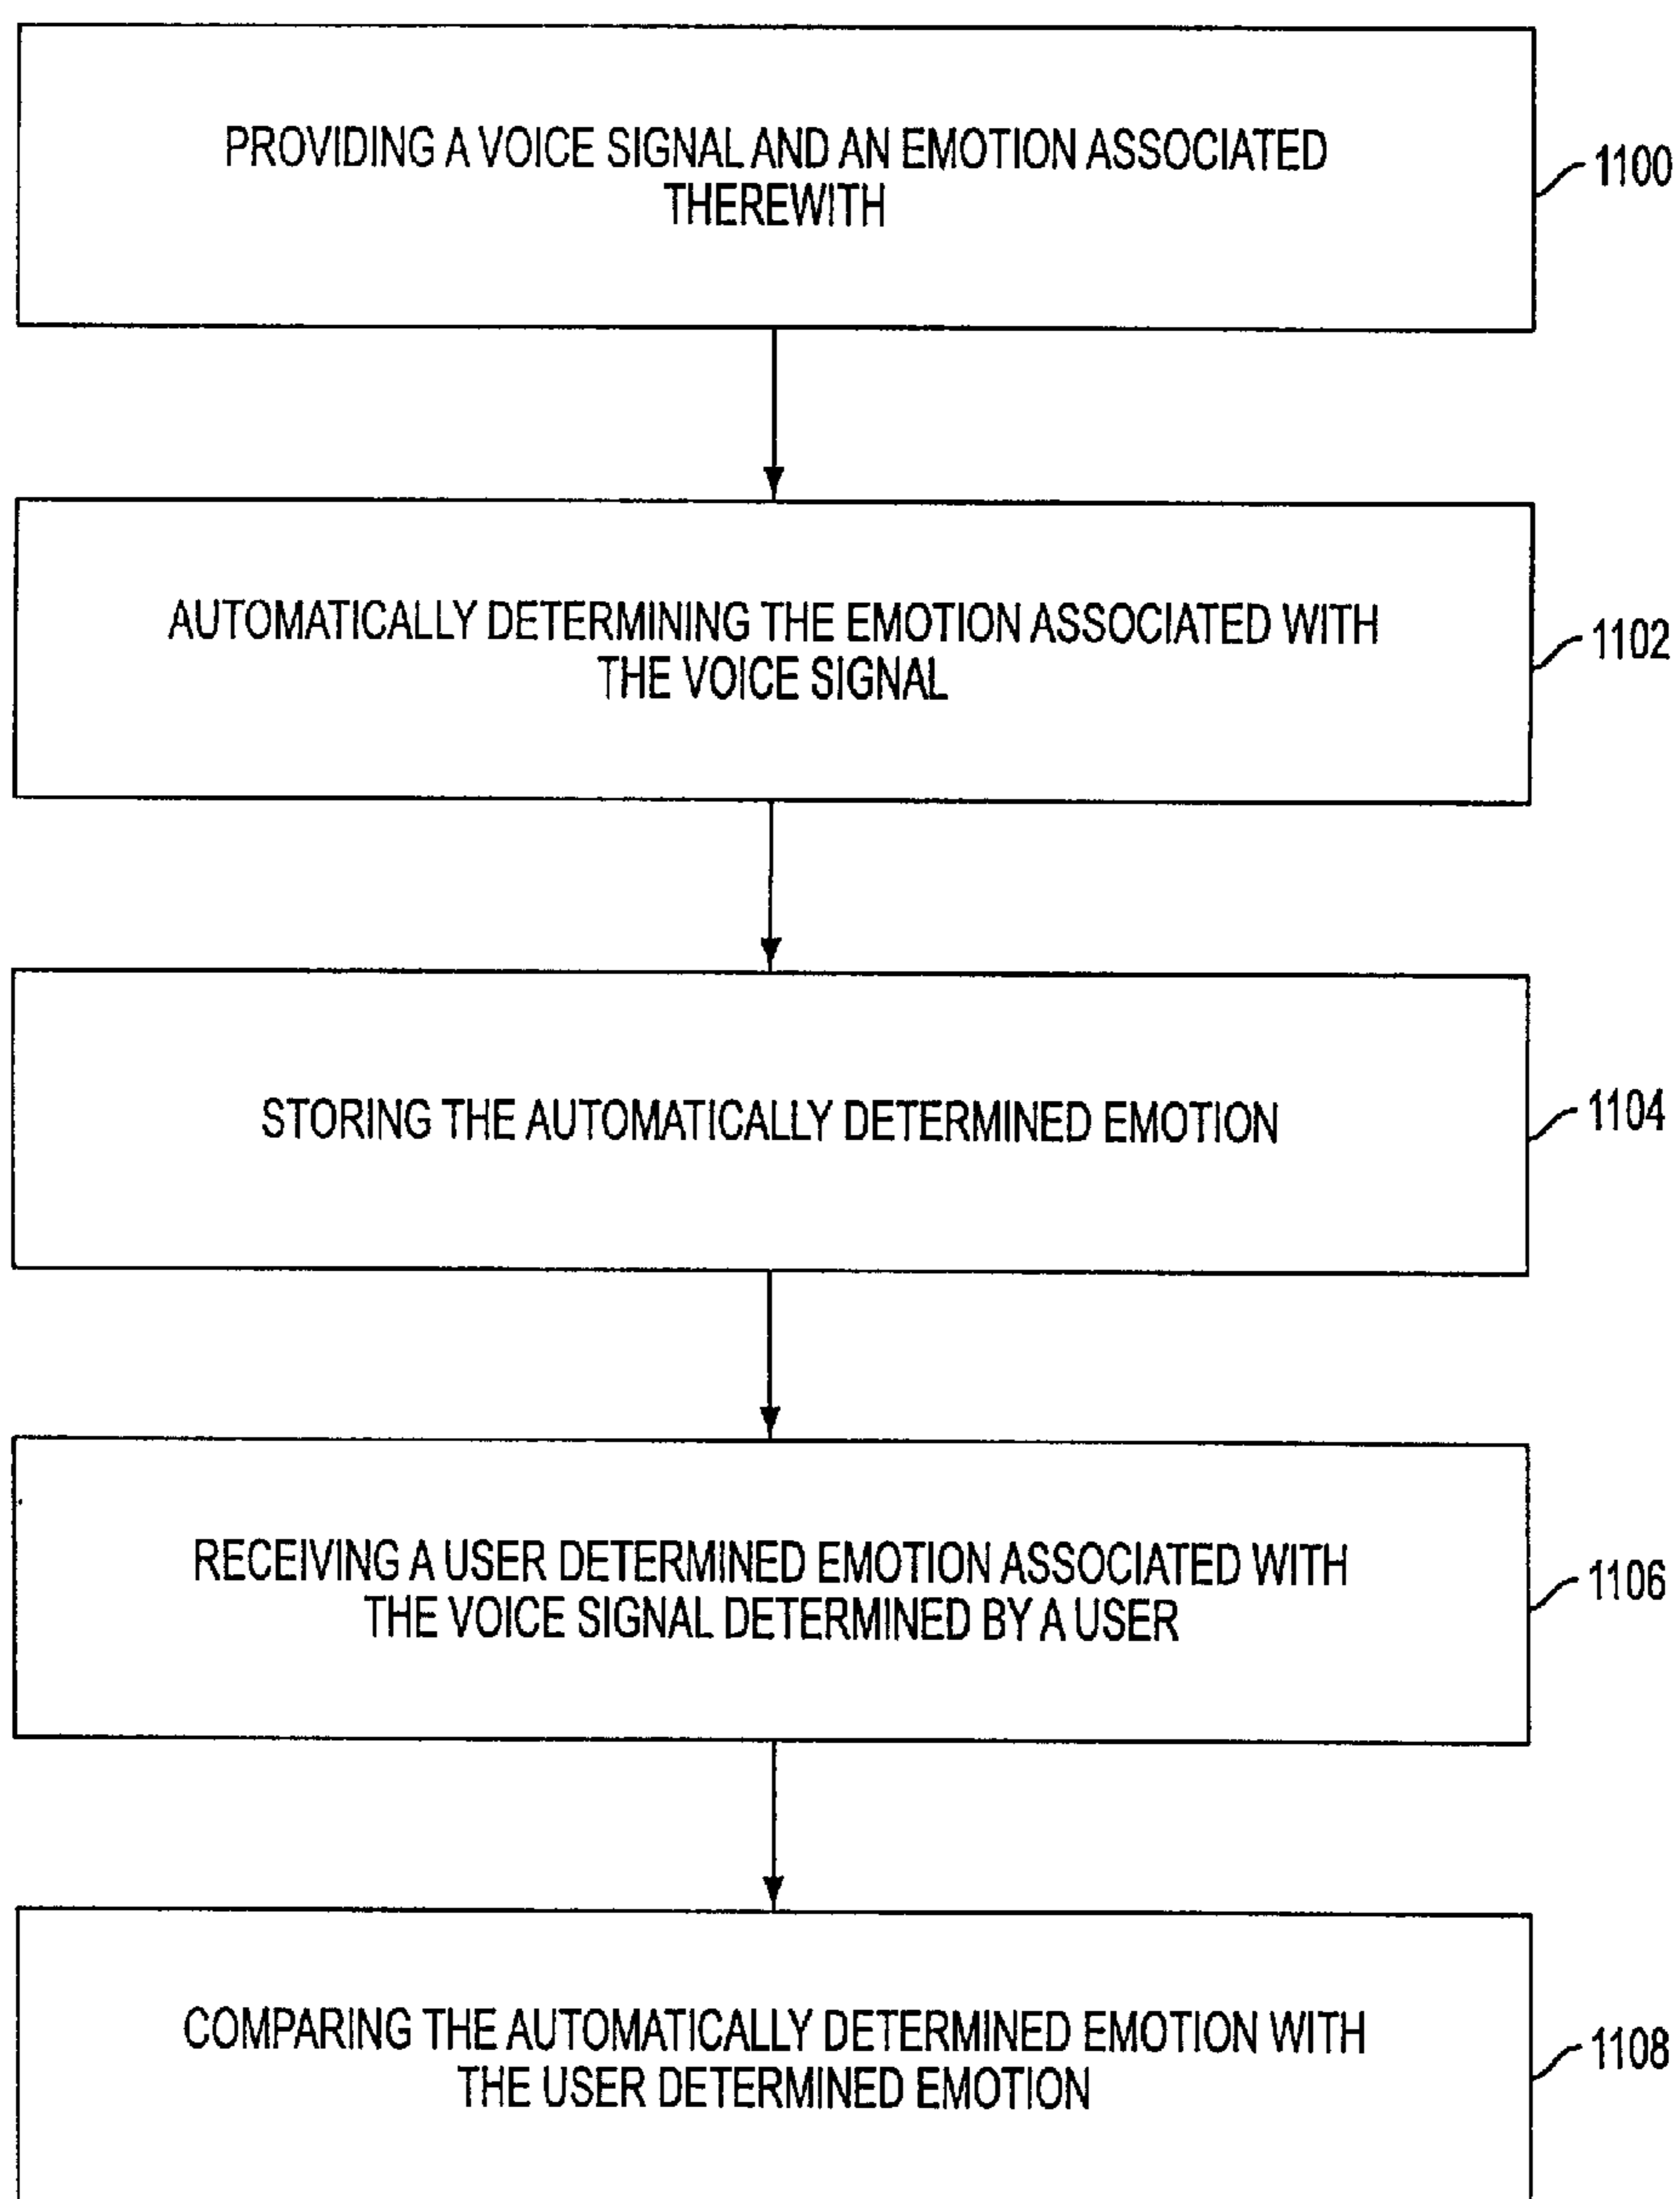 PROVIDING A VOICE SIGNAL AND AN EMOTION ASSOCIATED
THEREWITH
1100
AUTOMATICALLY DETERMINING THE EMOTION ASSOCIATED WITH
THE VOICE SIGNAL
1102
STORING THE AUTOMATICALLY DETERMINED EMOTION
1104
RECEIVING A USER DETERMINED EMOTION ASSOCIATED WITH
THE VOICE SIGNAL DETERMINED BY A USER
1106
COMPARING THE AUTOMATICALLY DETERMINED EMOTION WITH
THE USER DETERMINED EMOTION
1108